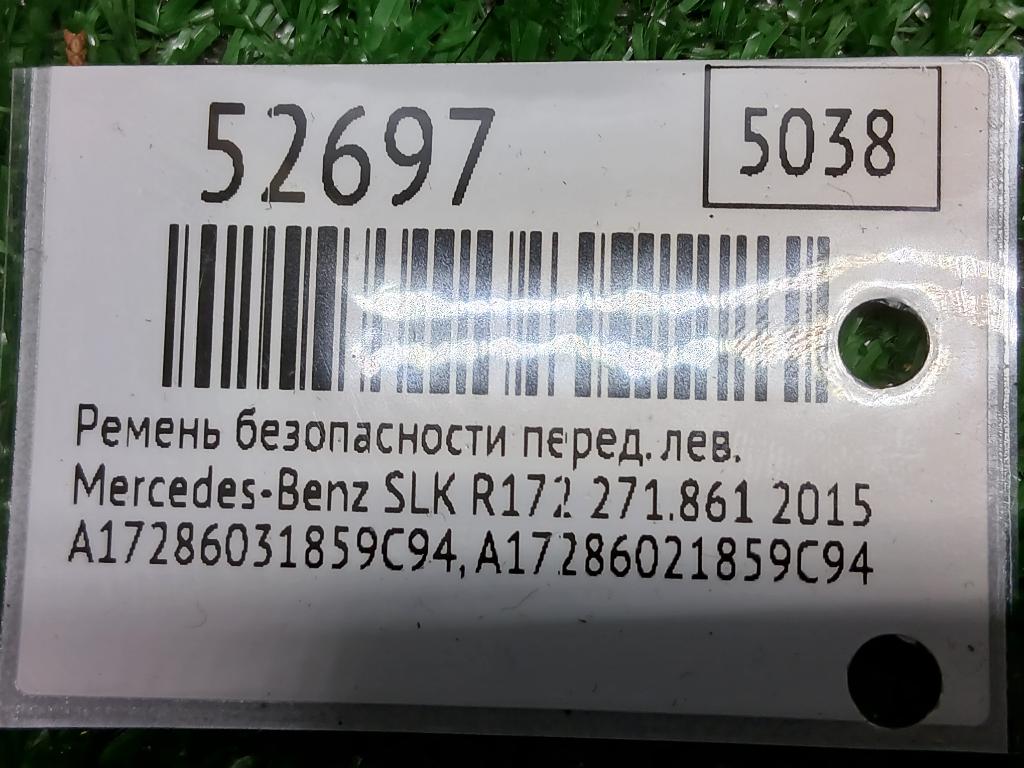 52697
5038
Ремень безопасности перед. лев.
Mercedes-Benz SLK R172 271.861 2015
A17286031859C94, A17286021859C94